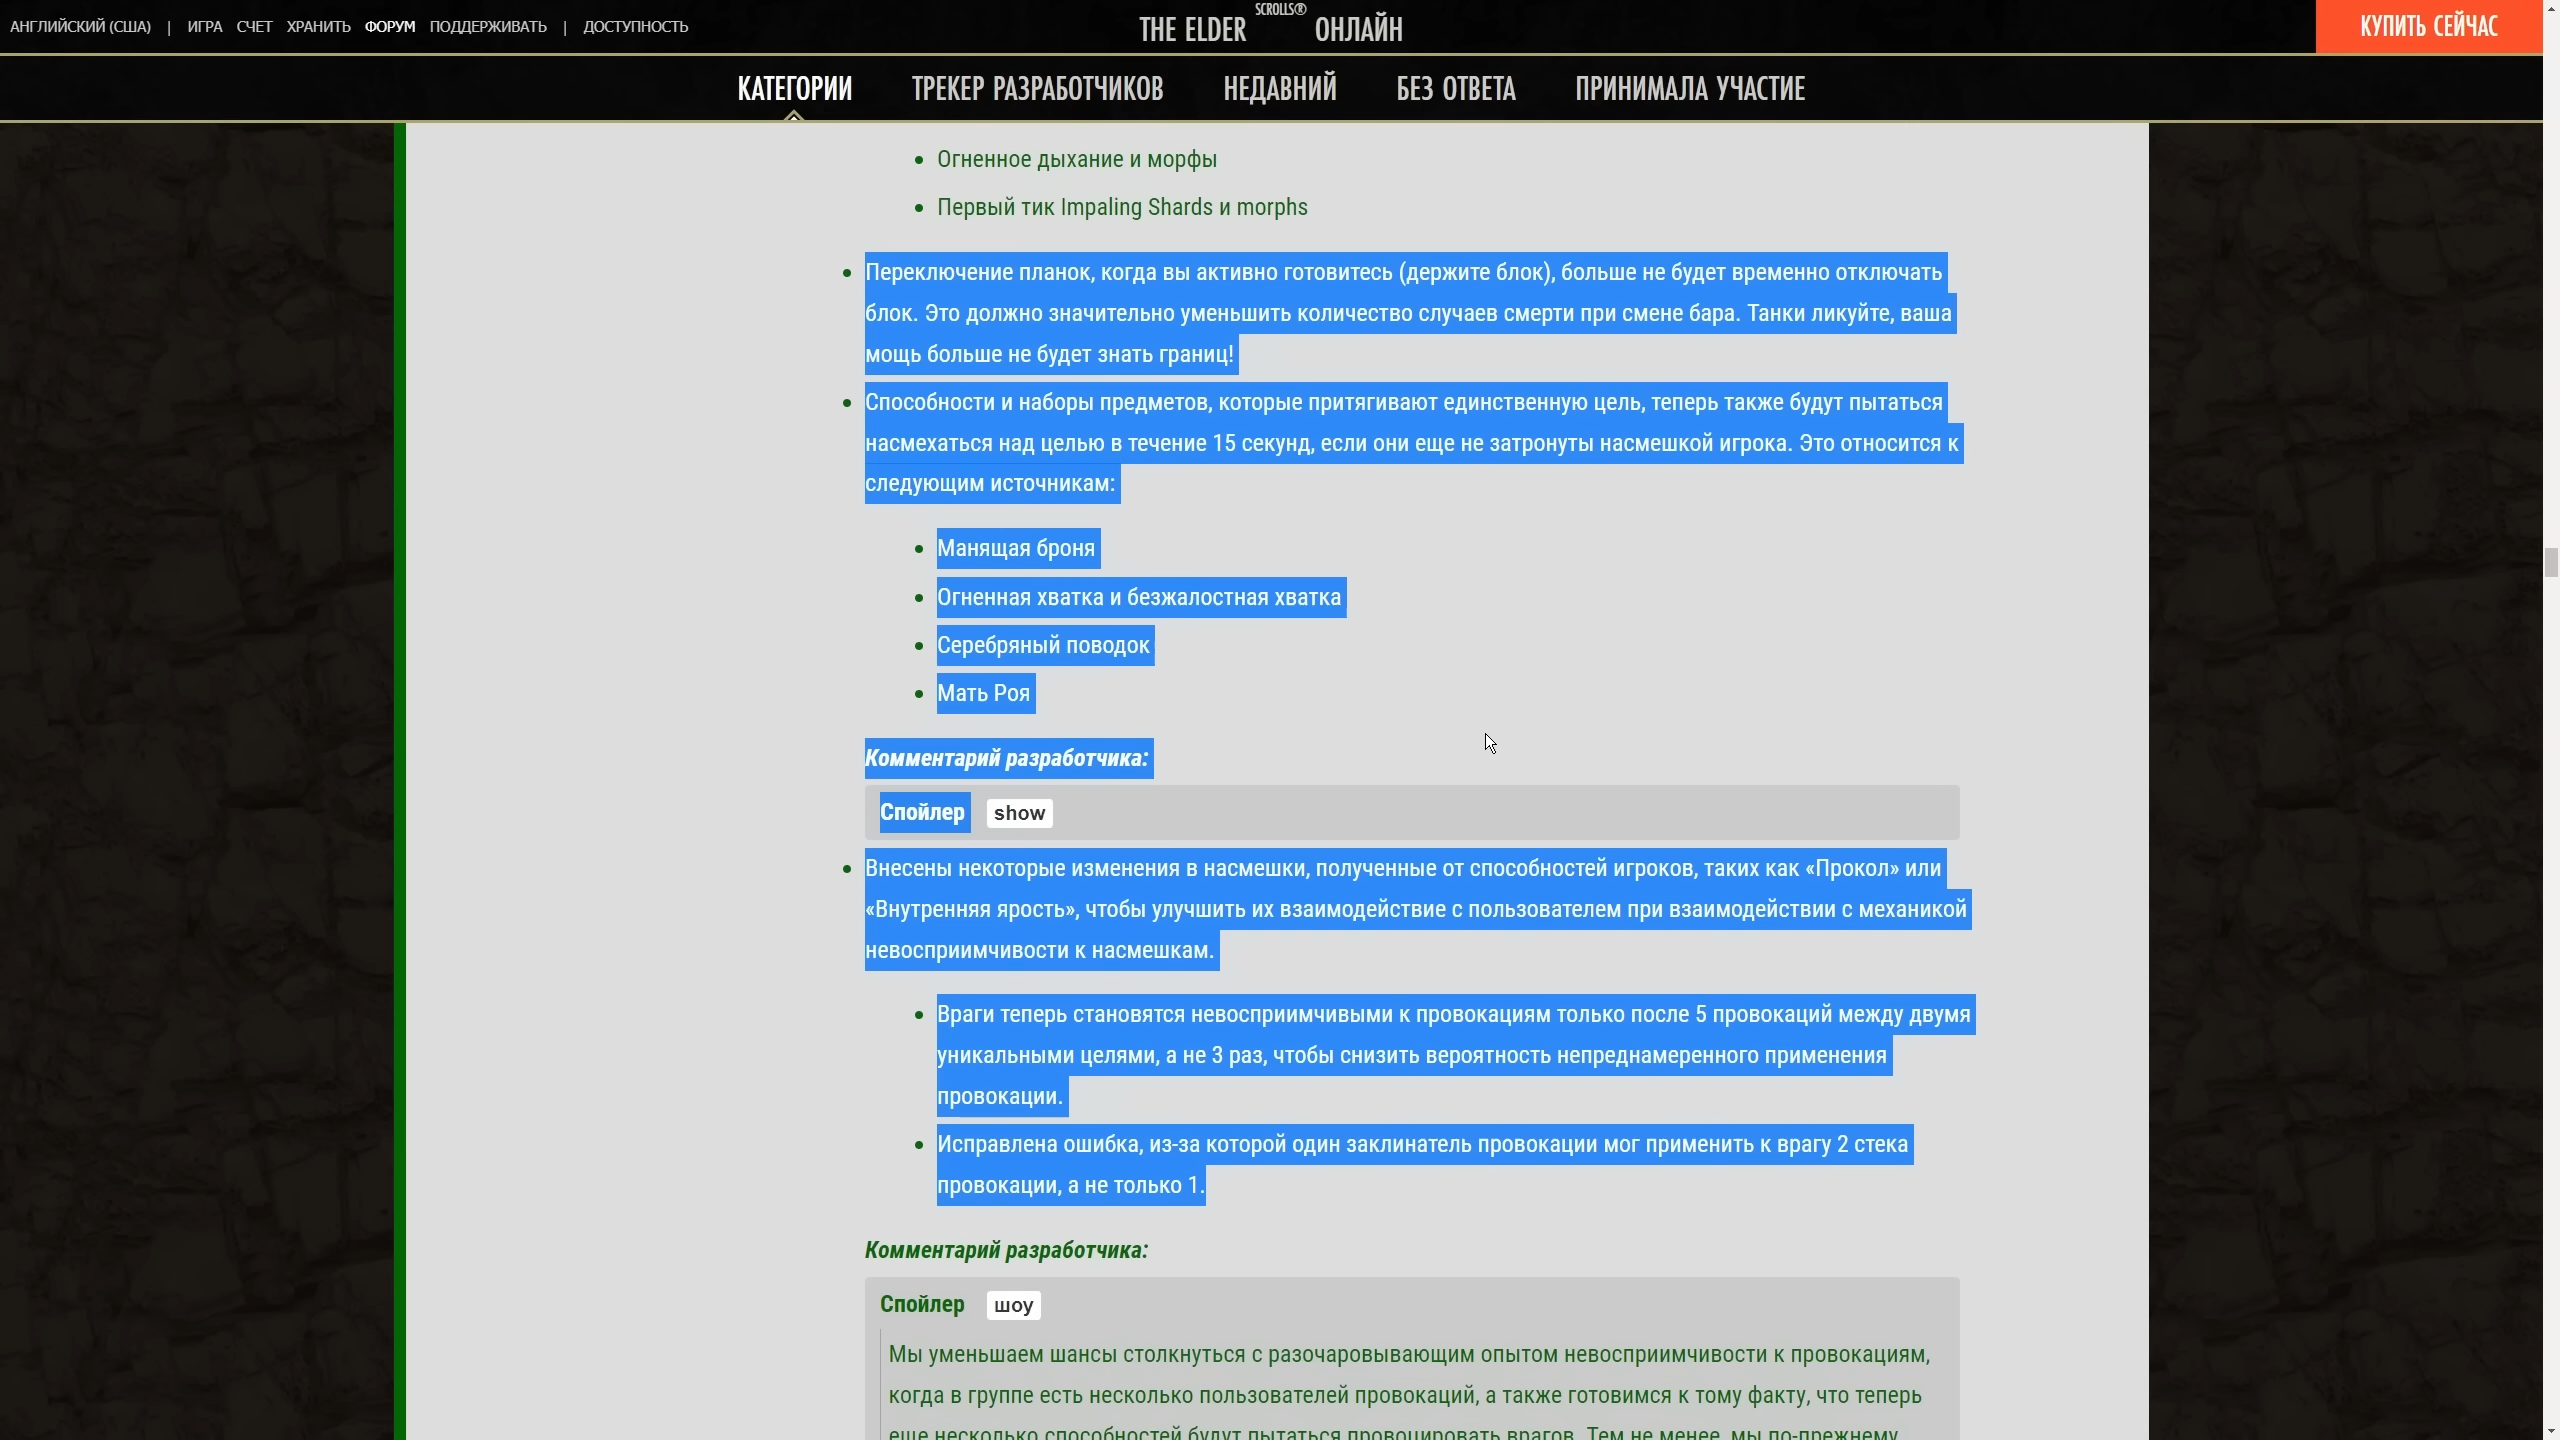 АНГЛИЙСКИЙ (США) | ИГРА СЧЕТ ХРАНИТЬ ФОРУМ ПОДДЕРЖИВАТЬ | ДОСТУПНОСТЬ
THE ELDER SCROLLS® ОНЛАЙН
КУПИТЬ СЕЙЧАС
КАТЕГОРИИ ТРЕКЕР РАЗРАБОТЧИКОВ НЕДАВНИЙ БЕЗ ОТВЕТА ПРИНИМАЛА УЧАСТИЕ
Огненное дыхание и морфы
Первый тик Impaling Shards и morphs
Переключение планок, когда вы активно готовитесь (держите блок), больше не будет временно отключать
блок. Это должно значительно уменьшить количество случаев смерти при смене бара. Танки ликуйте, ваша
мощь больше не будет знать границ!
Способности и наборы предметов, которые притягивают единственную цель, теперь также будут пытаться
насмехаться над целью в течение 15 секунд, если они еще не затронуты насмешкой игрока. Это относится к
следующим источникам:
Манящая броня
Огненная хватка и безжалостная хватка
Серебряный поводок
Мать Роя
Комментарий разработчика:
Спойлер show
Внесены некоторые изменения в насмешки, полученные от способностей игроков, таких как «Прокол» или
«Внутренняя ярость», чтобы улучшить их взаимодействие с пользователем при взаимодействии с механикой
невосприимчивости к насмешкам.
Враги теперь становятся невосприимчивыми к провокациям только после 5 провокаций между двумя
уникальными целями, а не 3 раз, чтобы снизить вероятность непреднамеренного применения
провокации.
Исправлена ошибка, из-за которой один заклинатель провокации мог применить к врагу 2 стека
провокации, а не только 1.
Комментарий разработчика:
Спойлер шоу
Мы уменьшаем шансы столкнуться с разочаровывающим опытом невосприимчивости к провокациям,
когда в группе есть несколько пользователей провокаций, а также готовимся к тому факту, что теперь
еще несколько способностей будут пытаться провоцировать врагов. Тем не менее, мы по-прежнему